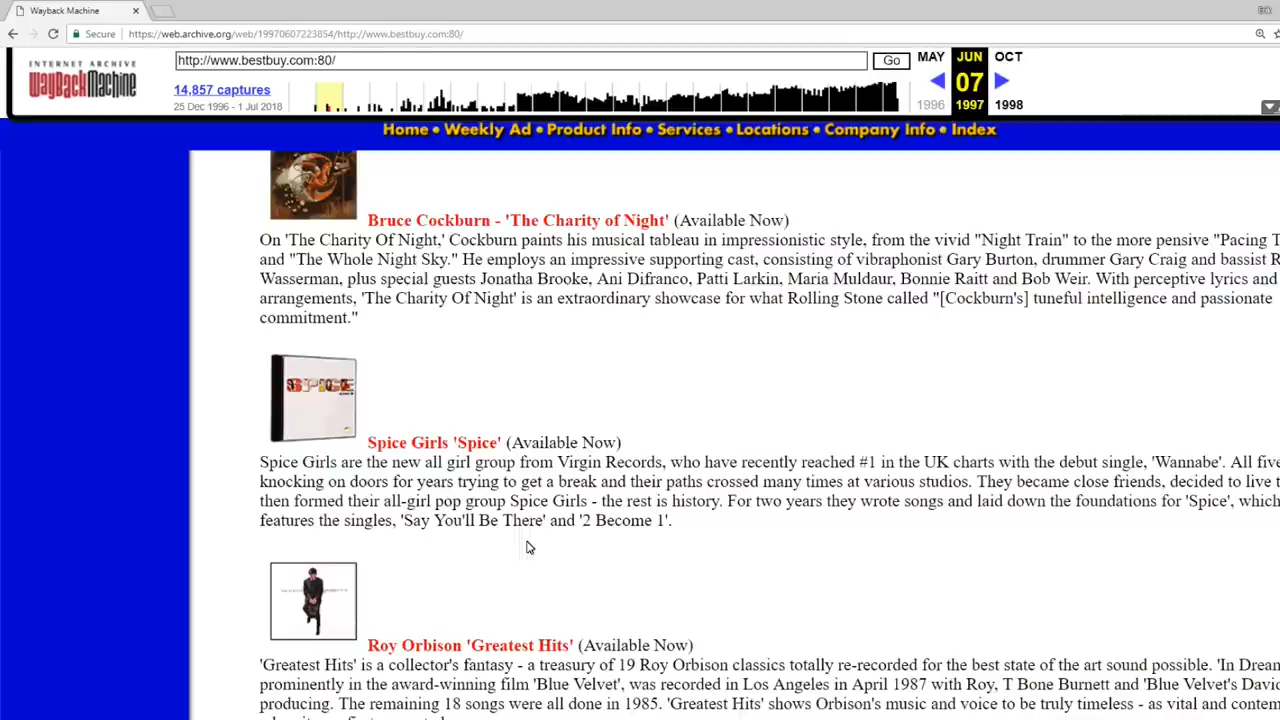 Wayback Machine
Erik
Secure https://web.archive.org/web/19970607223854/http://www.bestbuy.com:80/
INTERNET ARCHIVE
WayBackMachine
http://www.bestbuy.com:80/ Go
14,857 captures
25 Dec 1996 - 1 Jul 2018
MAY JUN OCT
07
1996 1997 1998
Home • Weekly Ad • Product Info • Services • Locations • Company Info • Index
Bruce Cockburn - 'The Charity of Night' (Available Now)
On 'The Charity Of Night,' Cockburn paints his musical tableau in impressionistic style, from the vivid "Night Train" to the more pensive "Pacing T
and "The Whole Night Sky." He employs an impressive supporting cast, consisting of vibraphonist Gary Burton, drummer Gary Craig and bassist R
Wasserman, plus special guests Jonatha Brooke, Ani Difranco, Patti Larkin, Maria Muldaur, Bonnie Raitt and Bob Weir. With perceptive lyrics and
arrangements, 'The Charity Of Night' is an extraordinary showcase for what Rolling Stone called "[Cockburn's] tuneful intelligence and passionate
commitment."
SPICE
Spice Girls 'Spice' (Available Now)
Spice Girls are the new all girl group from Virgin Records, who have recently reached #1 in the UK charts with the debut single, 'Wannabe'. All five
knocking on doors for years trying to get a break and their paths crossed many times at various studios. They became close friends, decided to live t
then formed their all-girl pop group Spice Girls - the rest is history. For two years they wrote songs and laid down the foundations for 'Spice', which
features the singles, 'Say You'll Be There' and '2 Become 1'.
Roy Orbison 'Greatest Hits' (Available Now)
'Greatest Hits' is a collector's fantasy - a treasury of 19 Roy Orbison classics totally re-recorded for the best state of the art sound possible. 'In Drean
prominently in the award-winning film 'Blue Velvet', was recorded in Los Angeles in April 1987 with Roy, T Bone Burnett and 'Blue Velvet's David
producing. The remaining 18 songs were all done in 1985. 'Greatest Hits' shows Orbison's music and voice to be truly timeless - as vital and contem